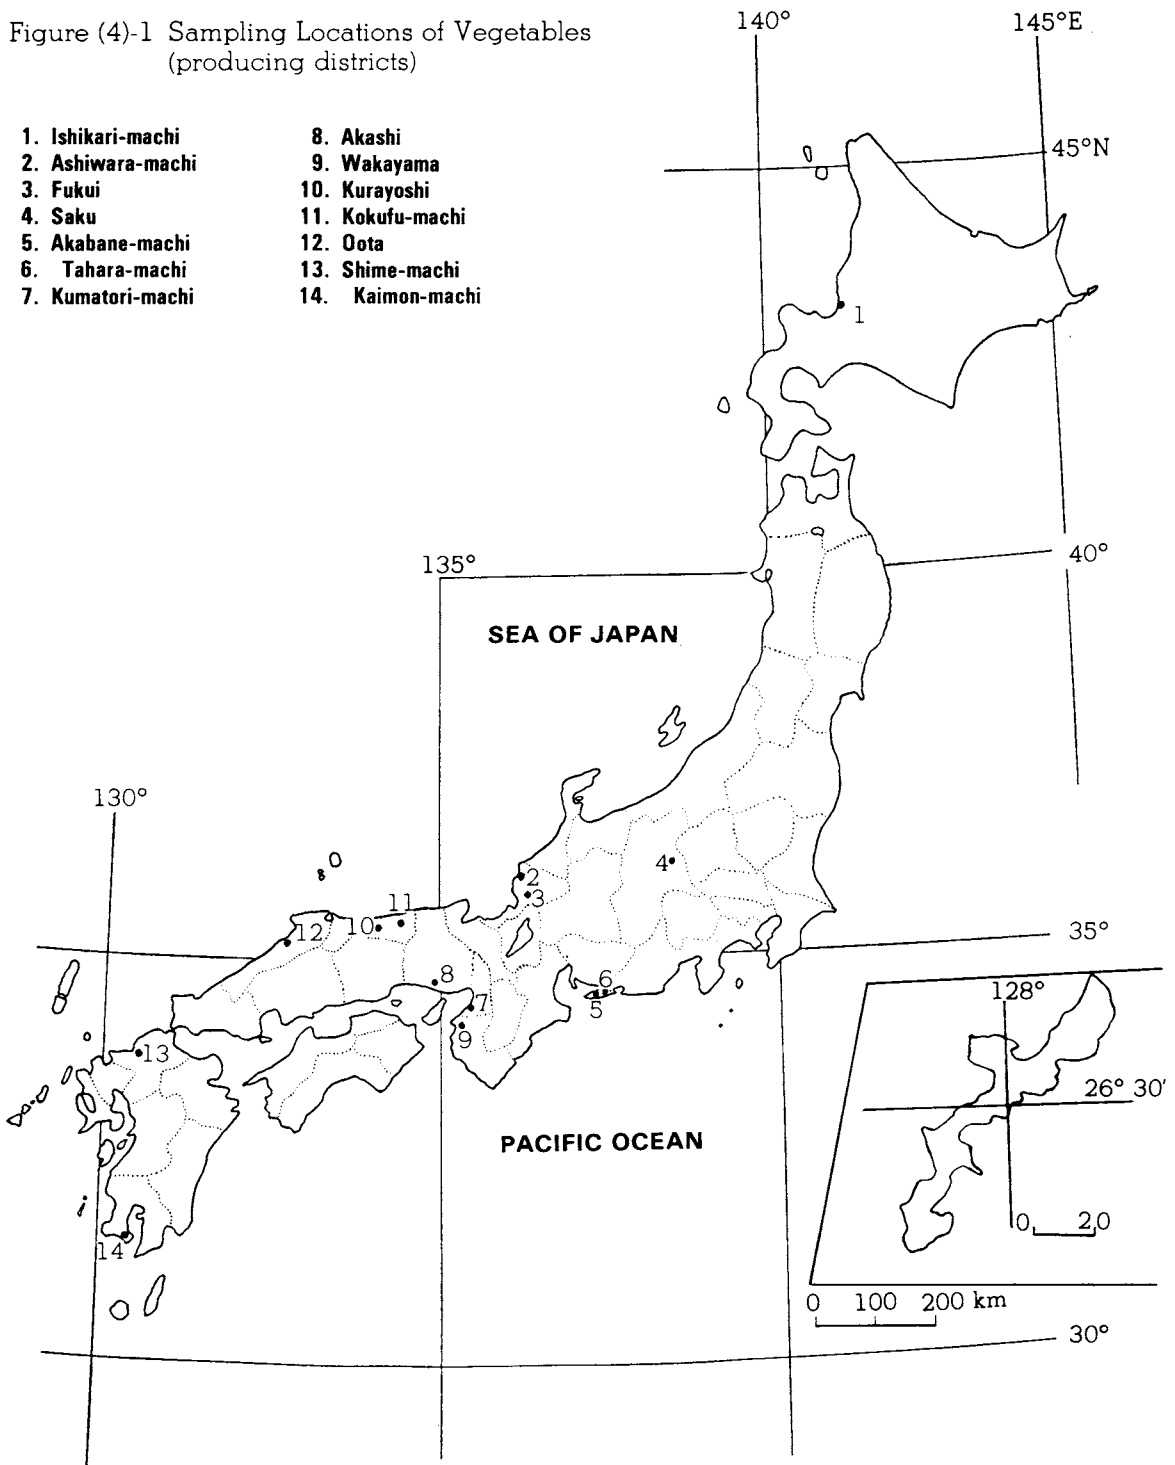 Figure (4)-1 Sampling Locations of Vegetables
(producing districts)
1. Ishikari-machi
2. Ashiwara-machi
3. Fukui
4. Saku
5. Akabane-machi
6. Tahara-machi
7. Kumatori-machi
8. Akashi
9. Wakayama
10. Kurayoshi
11. Kokufu-machi
12. Oota
13. Shime-machi
14. Kaimon-machi
140°
145°E
45°N
1
40°
135°
SEA OF JAPAN
130°
4
2
3
11
10
12
35°
8
6
5
7
9
13
128°
26° 30'
PACIFIC OCEAN
14
0 20
0 100 200 km
30°